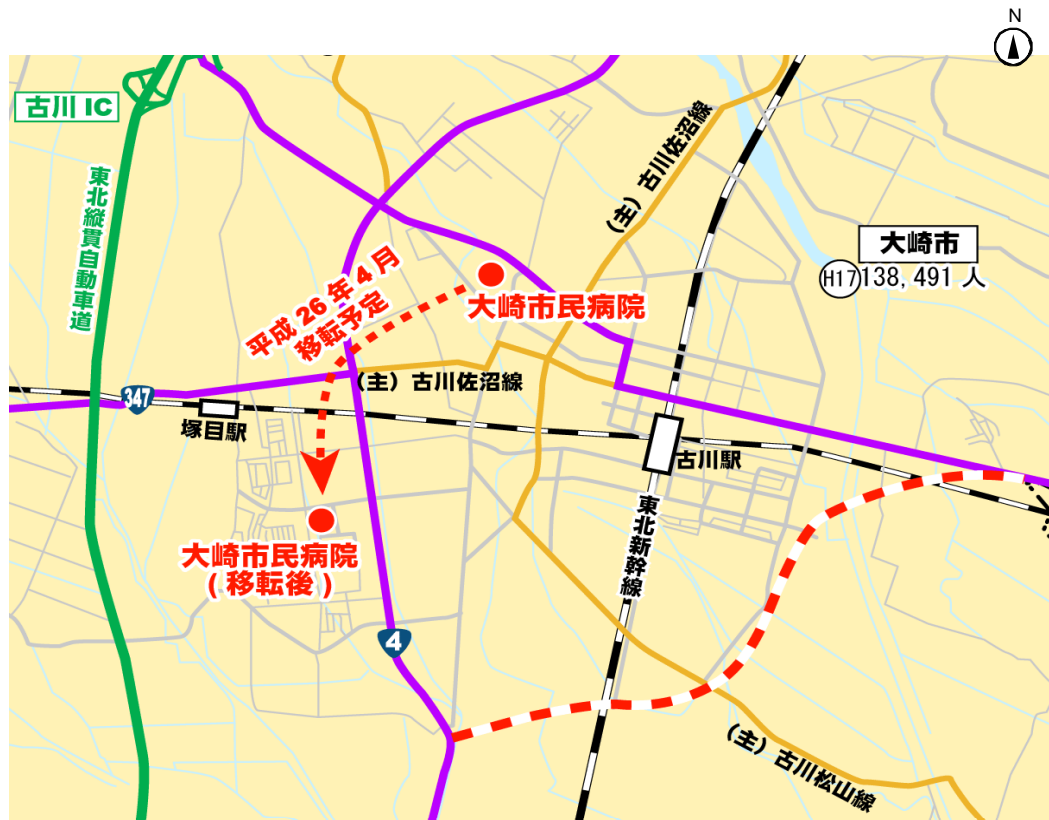 N
古川 IC
東北縦貫自動車道
(主) 古川佐沼線
大崎市
H17 138,491 人
平成 26 年 4 月
移転予定
大崎市民病院
(主) 古川佐沼線
347
塚目駅
古川駅
東北新幹線
大崎市民病院
(移転後)
4
(主) 古川松山線